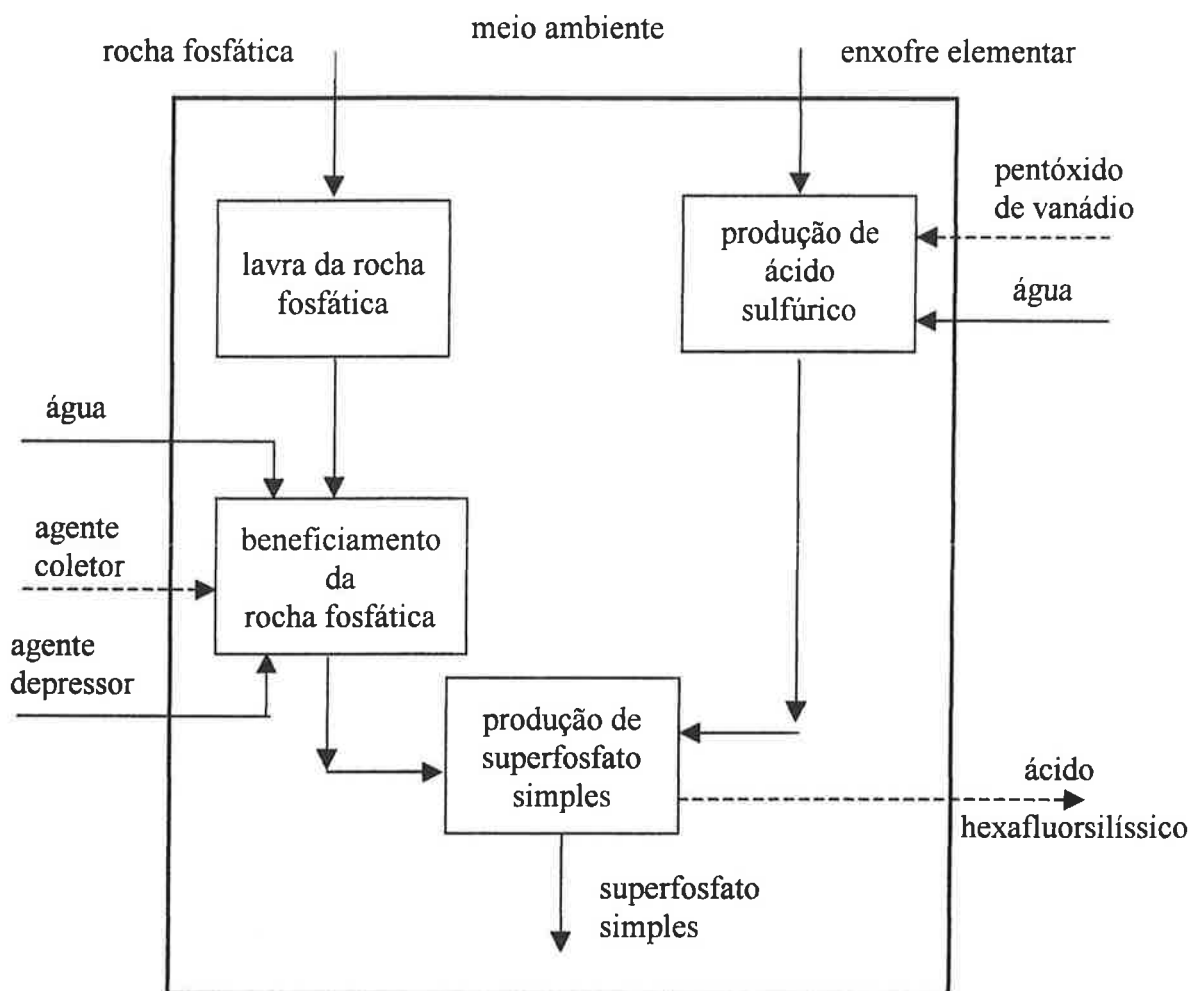 meio ambiente
rocha fosfática
enxofre elementar
pentóxido
de vanádio
produção de
ácido
sulfúrico
lavra da rocha
fosfática
água
água
agente
coletor
beneficiamento
da
rocha fosfática
agente
depressor
produção de
superfosfato
simples
ácido
hexafluorsilíssico
superfosfato
simples